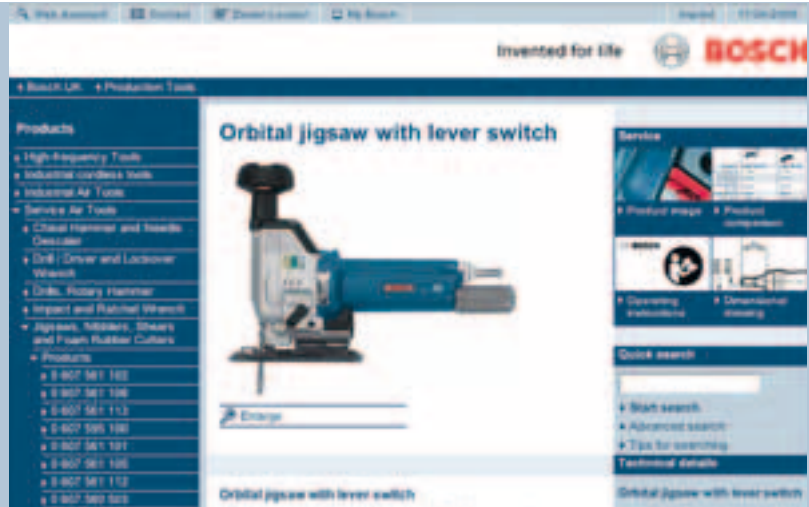 Web Assistant Contact Dealer Locator My Bosch Imprint
Invented for life BOSCH
Bosch UK Production Tools
Products
High-frequency Tools
Industrial cordless tools
Industrial Air Tools
Service Air Tools
Chisel Hammer and Needle
Descaler
Drill / Driver and
Wrench
Drills, Rotary Hammer
Impact and Ratchet Wrench
Jigsaws, Nibblers, Shears
and Foam Rubber Cutters
Products
0 607 561 102
0 607 561 106
0 607 561 113
0 607 595 100
0 607 561 101
0 607 561 105
0 607 561 112
0 607 560 503
Orbital jigsaw with lever switch
BOSCH
Enlarge
Orbital jigsaw with lever switch
Service
Product image
Product
comparison
BOSCH
Operating
instructions
Dimensional
drawing
Quick search
Start search
Advanced search
Tips for searching
Technical details
Orbital jigsaw with lever switch